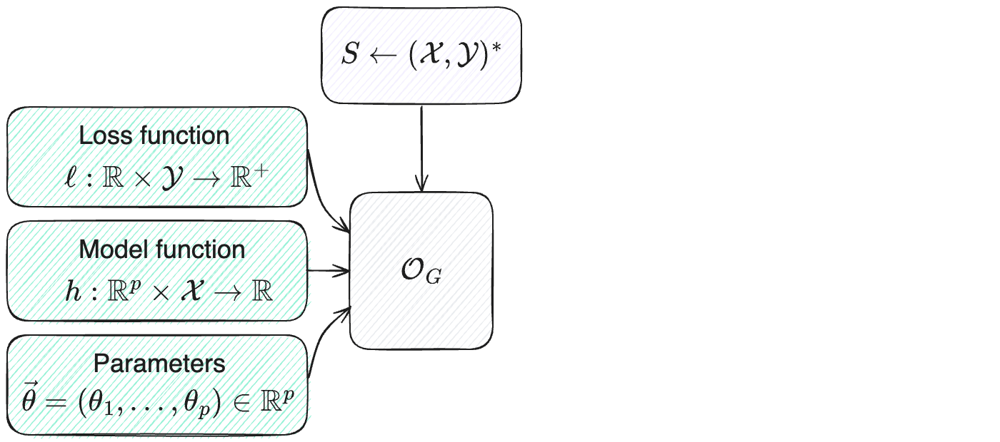 S ← (𝒳, 𝒴)*
Loss function
ℓ : ℝ × 𝒴 → ℝ⁺
Model function
h : ℝᵖ × 𝒳 → ℝ
𝒪_G
Parameters
θ⃗ = (θ₁, . . . , θₚ) ∈ ℝᵖ